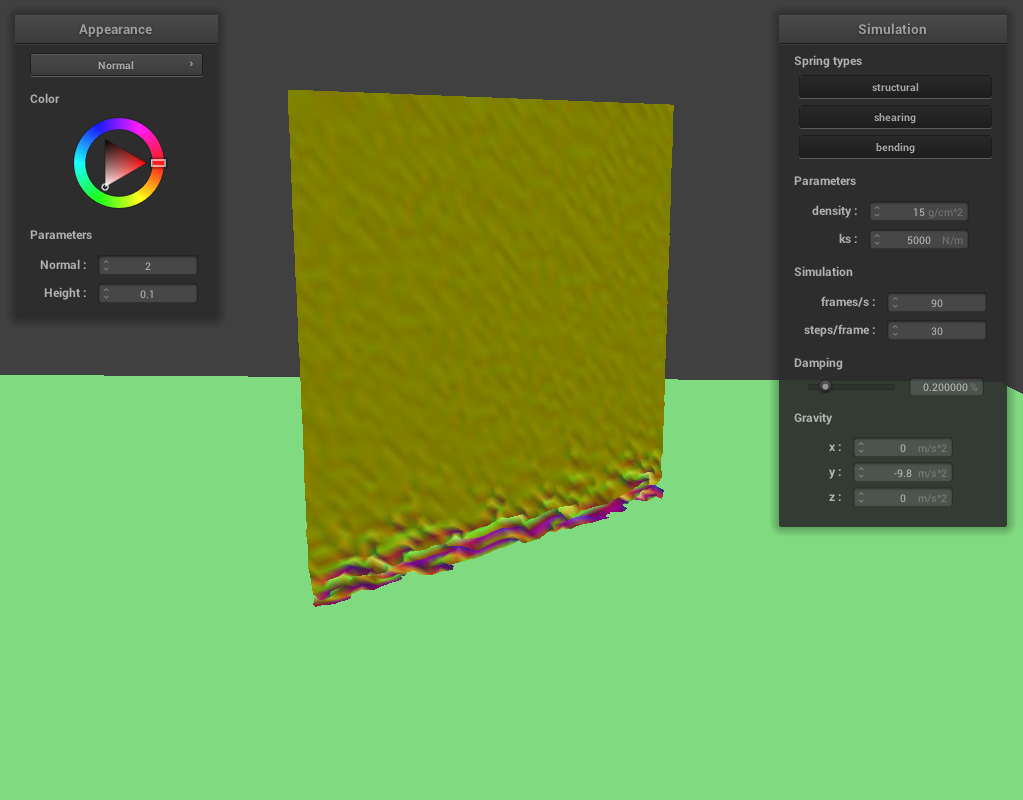 Appearance
Normal
Color
Parameters
Normal : 2
Height : 0.1
Simulation
Spring types
structural
shearing
bending
Parameters
density : 15 g/cm^2
ks : 5000 N/m
Simulation
frames/s : 90
steps/frame : 30
Damping
0.200000 %
Gravity
x : 0 m/s^2
y : -9.8 m/s^2
z : 0 m/s^2